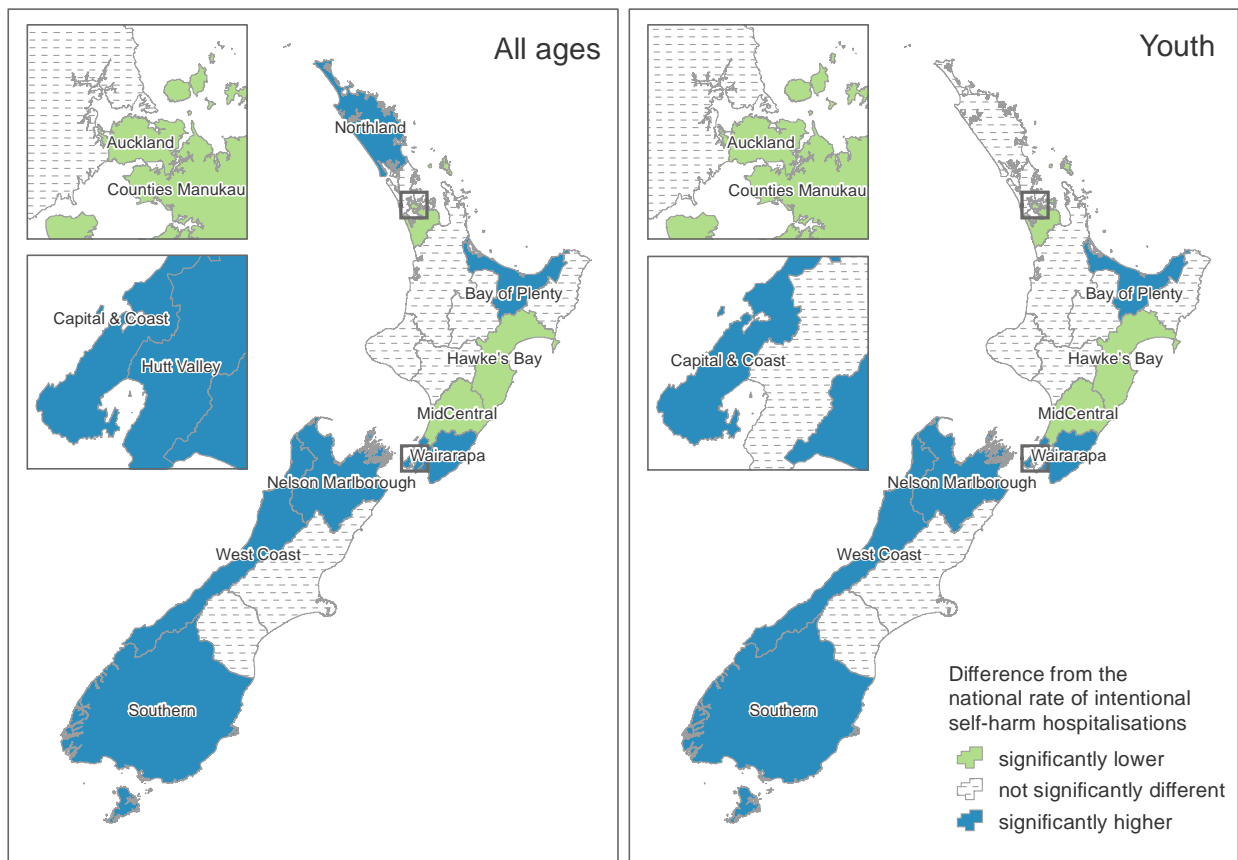 All ages
Northland
Auckland
Counties Manukau
Bay of Plenty
Capital & Coast
Hutt Valley
Hawke's Bay
MidCentral
Wairarapa
Nelson Marlborough
West Coast
Southern
Youth
Auckland
Counties Manukau
Bay of Plenty
Capital & Coast
Hawke's Bay
MidCentral
Wairarapa
Nelson Marlborough
West Coast
Southern
Difference from the
national rate of intentional
self-harm hospitalisations
significantly lower
not significantly different
significantly higher